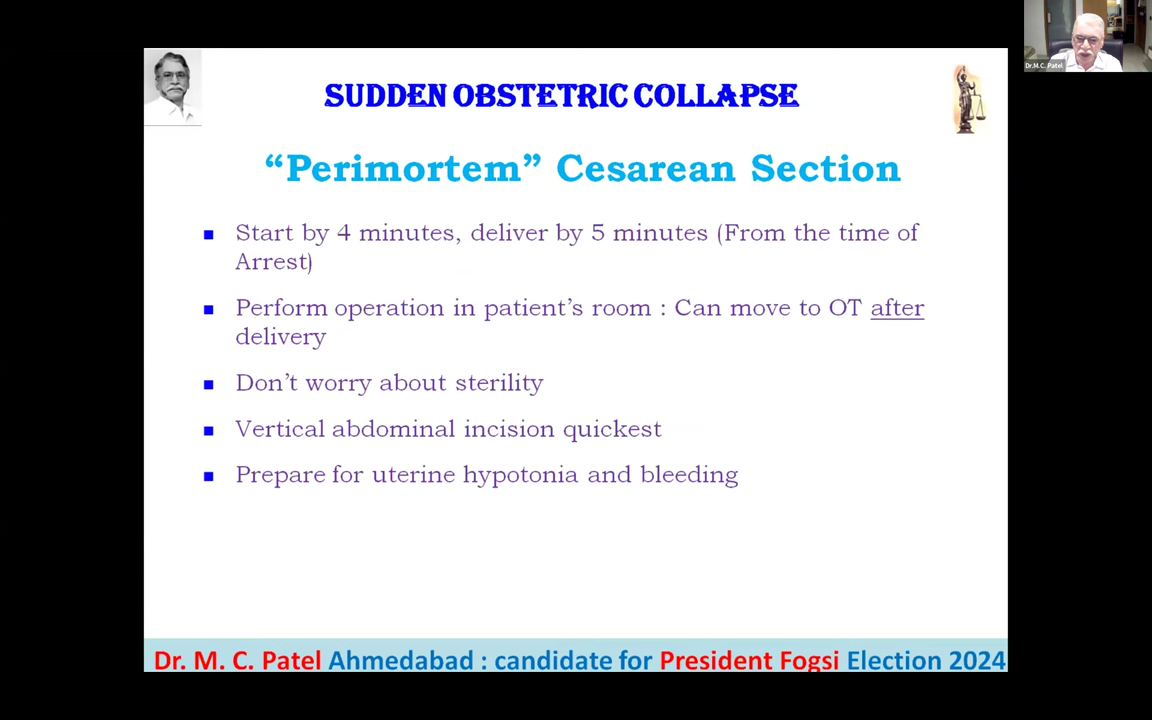 Dr.M.C. Patel
SUDDEN OBSTETRIC COLLAPSE
“Perimortem” Cesarean Section
Start by 4 minutes, deliver by 5 minutes (From the time of
Arrest)
Perform operation in patient’s room : Can move to OT after
delivery
Don’t worry about sterility
Vertical abdominal incision quickest
Prepare for uterine hypotonia and bleeding
Dr. M. C. Patel Ahmedabad : candidate for President Fogsi Election 2024